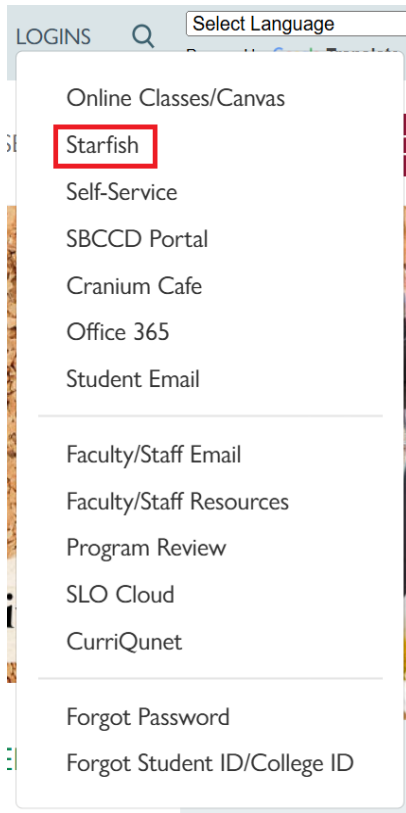 LOGINS
Select Language
Online Classes/Canvas
Starfish
Self-Service
SBCCD Portal
Cranium Cafe
Office 365
Student Email
Faculty/Staff Email
Faculty/Staff Resources
Program Review
SLO Cloud
CurriQunet
Forgot Password
Forgot Student ID/College ID